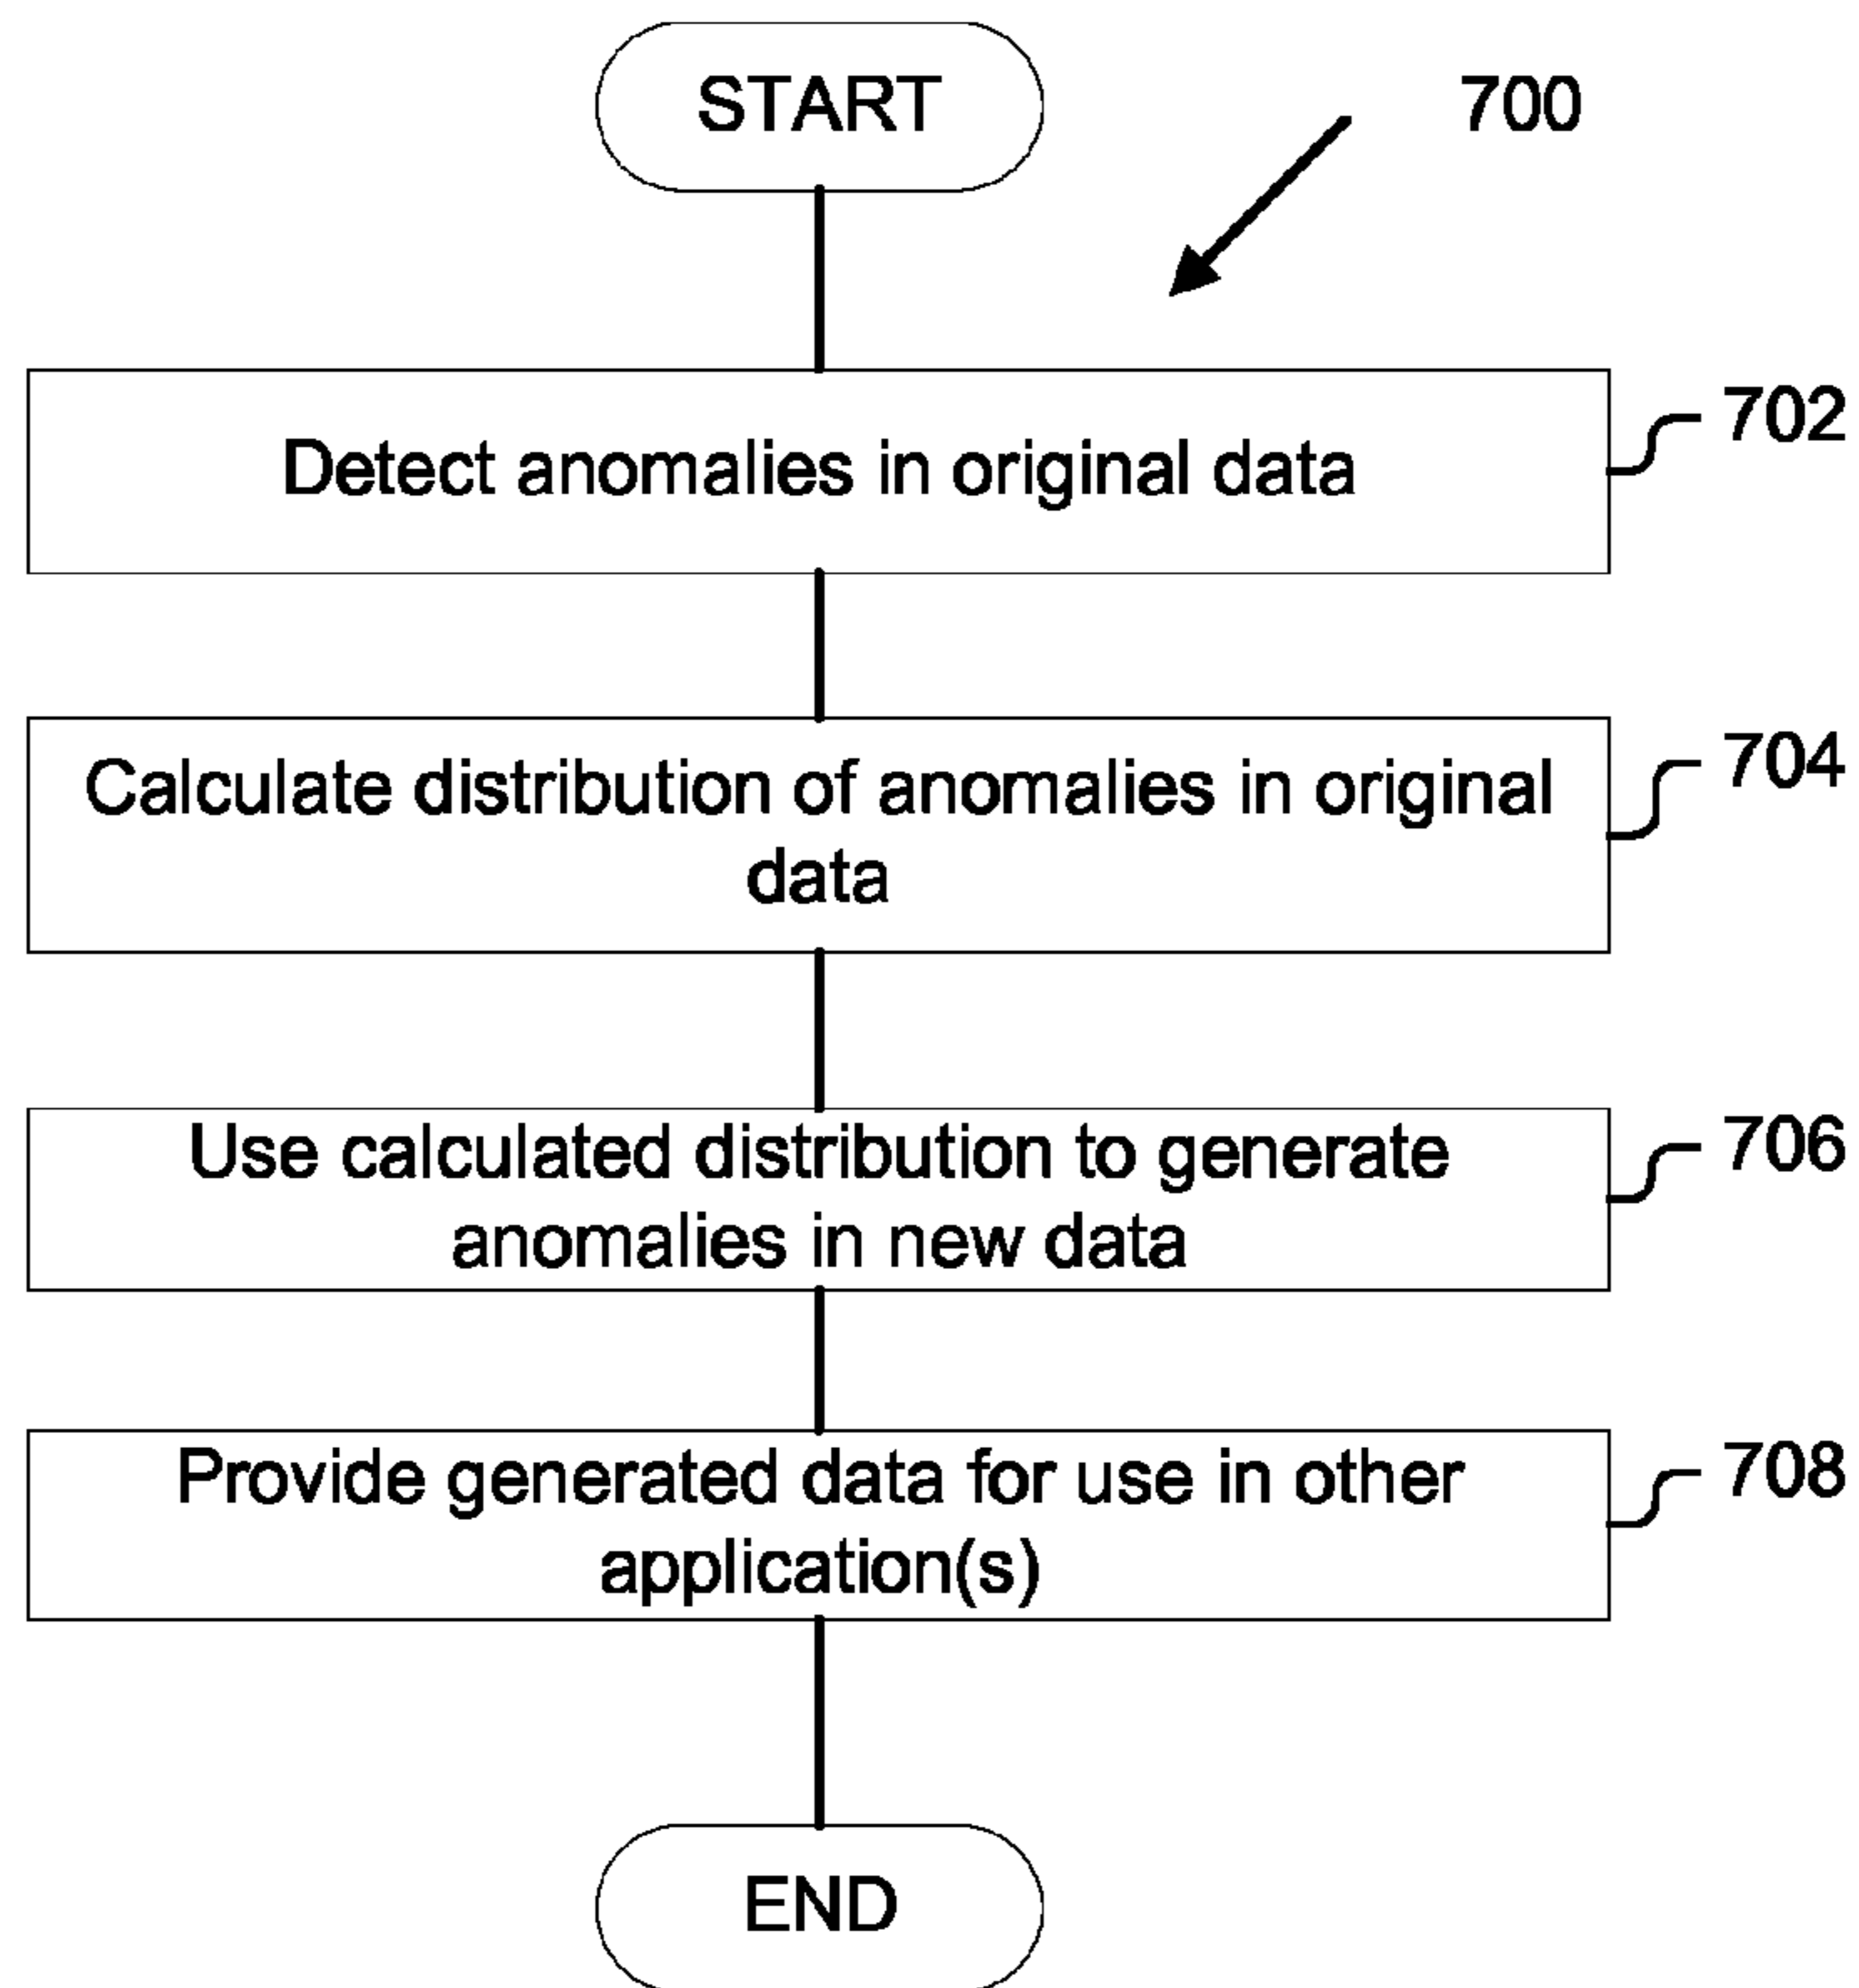 START
700
Detect anomalies in original data
702
Calculate distribution of anomalies in original
data
704
Use calculated distribution to generate
anomalies in new data
706
Provide generated data for use in other
application(s)
708
END